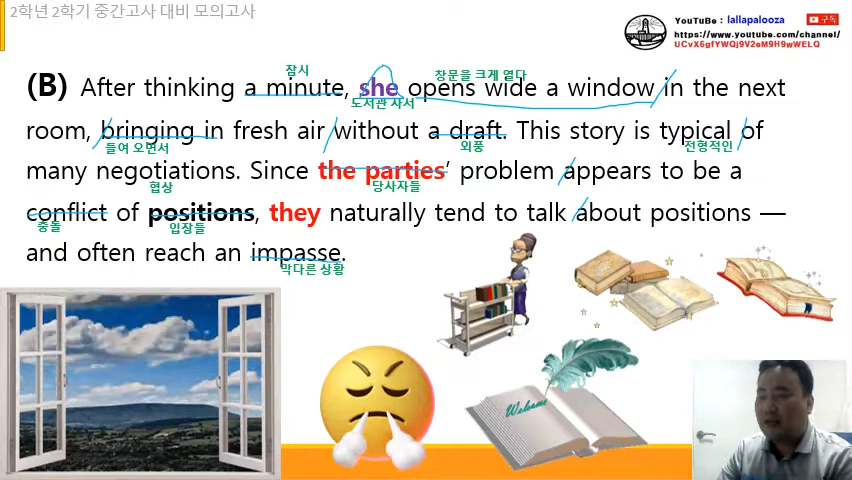 2학년 2학기 중간고사 대비 모의고사
YouTuBe : lallapalooza
구독
https://www.youtube.com/channel/
UCvX6gfYWQj9V2eM9H9wWELQ
잠시
창문을 크게 열다
(B) After thinking a minute, she opens wide a window in the next
도서관 사서
room, bringing in fresh air without a draft. This story is typical of
들여 오면서
외풍
전형적인
many negotiations. Since the parties' problem appears to be a
협상
당사자들
conflict of positions, they naturally tend to talk about positions —
충돌
입장들
and often reach an impasse.
막다른 상황
Welcome